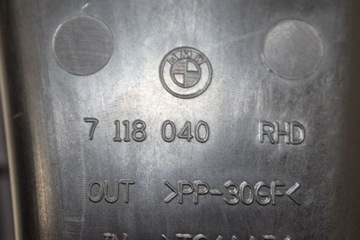 BMW
7 118 040 RHD
OUT >PP-30GF<